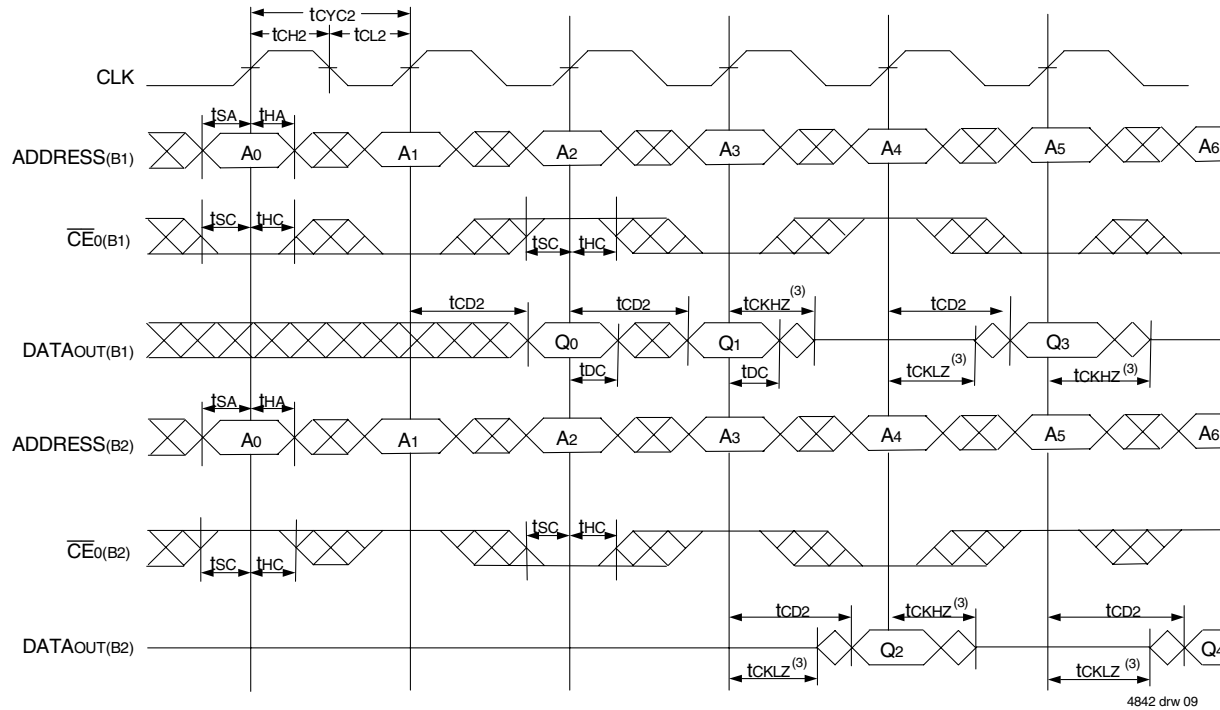 tCYC2
tCH2 tCL2
CLK
tSA tHA
ADDRESS(B1) A0 A1 A2 A3 A4 A5 A6
tSC tHC
CE0(B1)
tSC tHC
tCD2 tCD2 tCKHZ(3) tCD2
DATAOUT(B1) Q0 Q1 Q3
tDC tDC tCKLZ(3) tCKHZ(3)
tSA tHA
ADDRESS(B2) A0 A1 A2 A3 A4 A5 A6
tSC tHC
CE0(B2)
tSC tHC
tCD2 tCKHZ(3) tCD2
DATAOUT(B2) Q2 Q4
tCKLZ(3) tCKLZ(3)
4842 drw 09